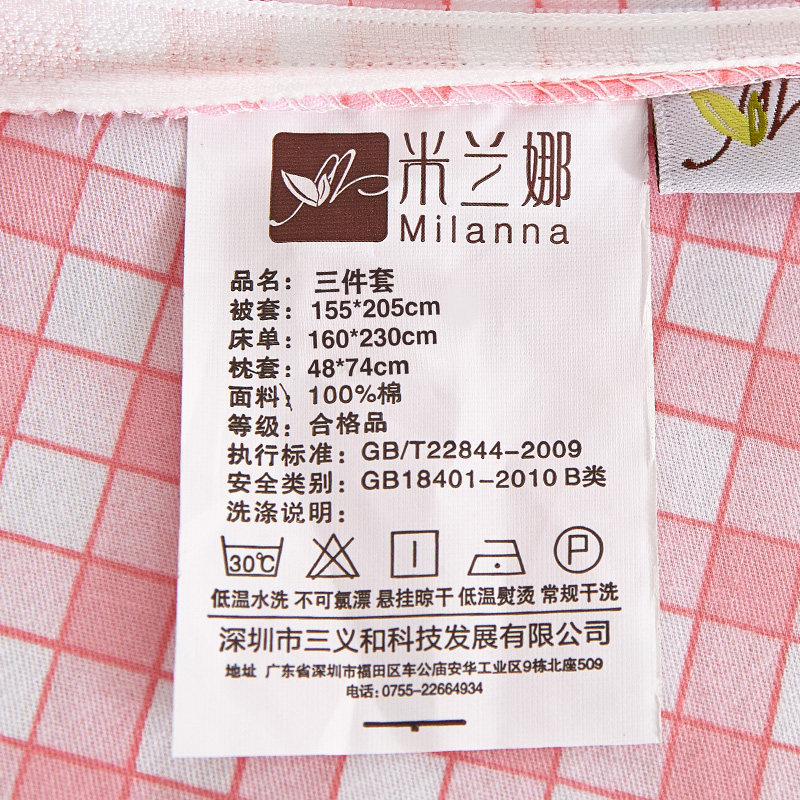 米兰娜
Milanna
品名：三件套
被套：155*205cm
床单：160*230cm
枕套：48*74cm
面料：100%棉
等级：合格品
执行标准：GB/T22844-2009
安全类别：GB18401-2010 B类
洗涤说明：
30℃ P
低温水洗 不可氯漂 悬挂晾干 低温熨烫 常规干洗
深圳市三义和科技发展有限公司
地址 广东省深圳市福田区车公庙安华工业区9栋北座509
电话：0755-22664934